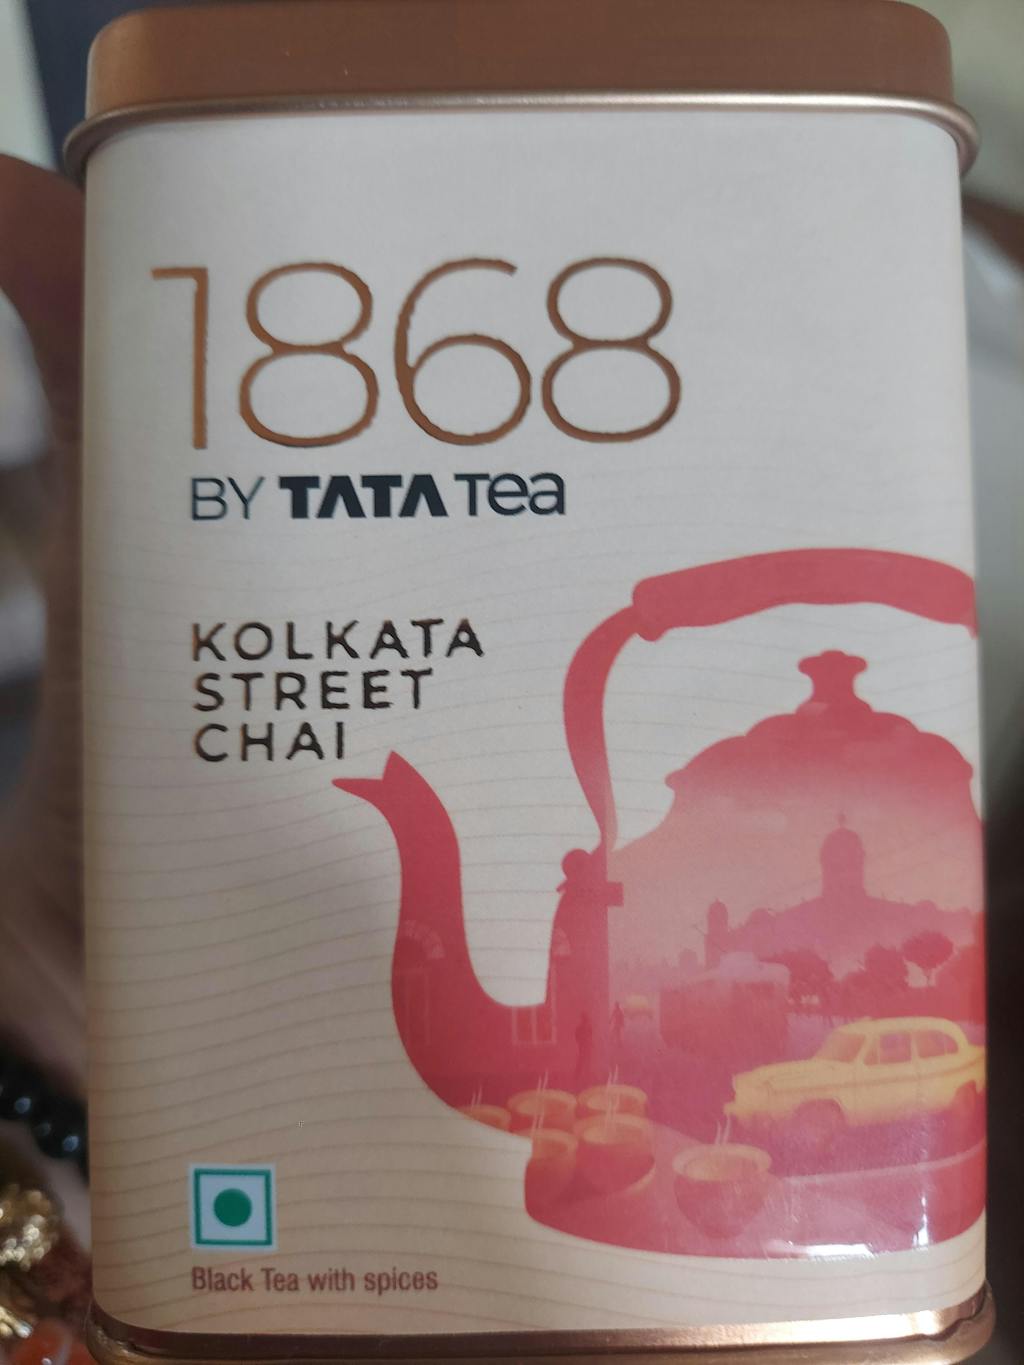 1868
BY TATA Tea
KOLKATA
STREET
CHAI
Black Tea with spices